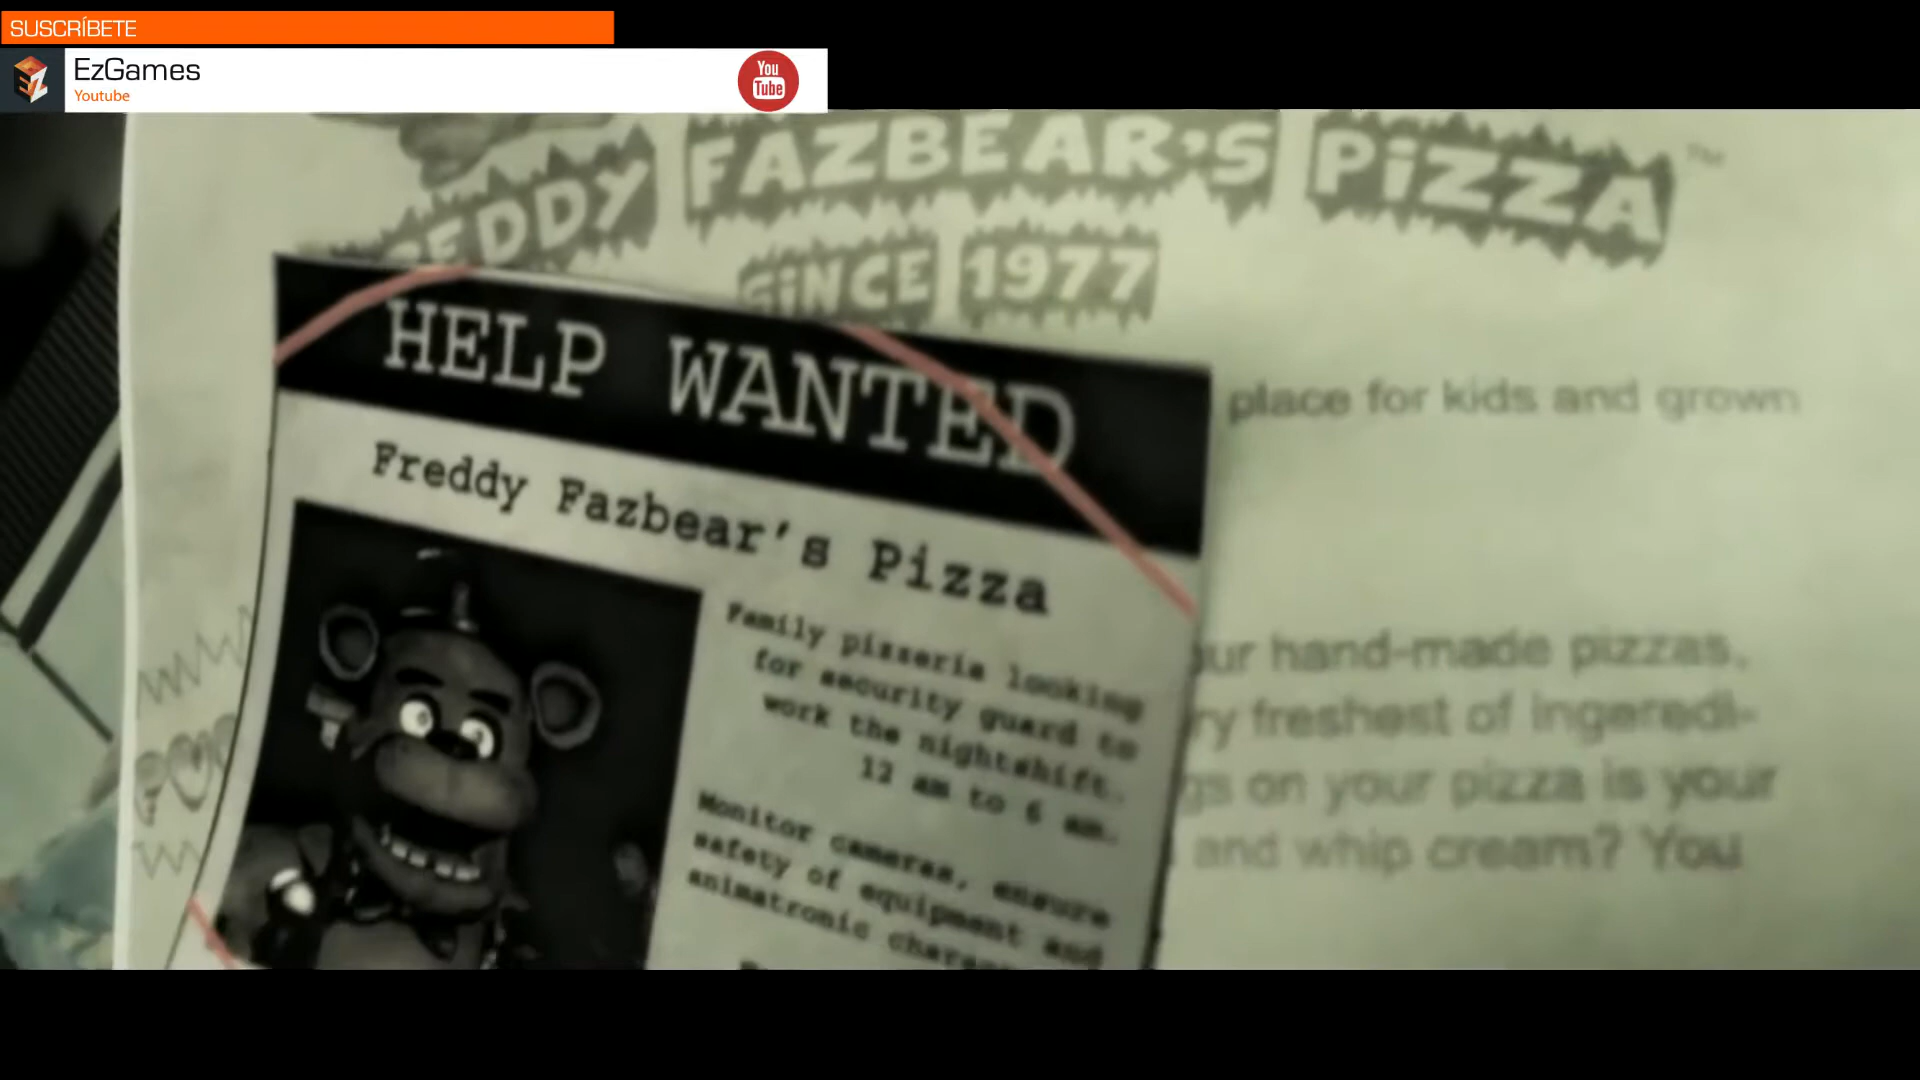 SUSCRÍBETE
EzGames
Youtube
You
Tube
FAZBEAR'S PiZZA
SiNCE 1977
HELP WANTED
Freddy Fazbear's Pizza
Family pizzeria looking
for security guard to
work the nightshift.
12 am to 6 am.
Monitor cameras, ensure
safety of equipment and
animatronic
place for kids and grown
hand-made pizzas,
freshest of ingeredi-
on your pizza is your
and whip cream? You